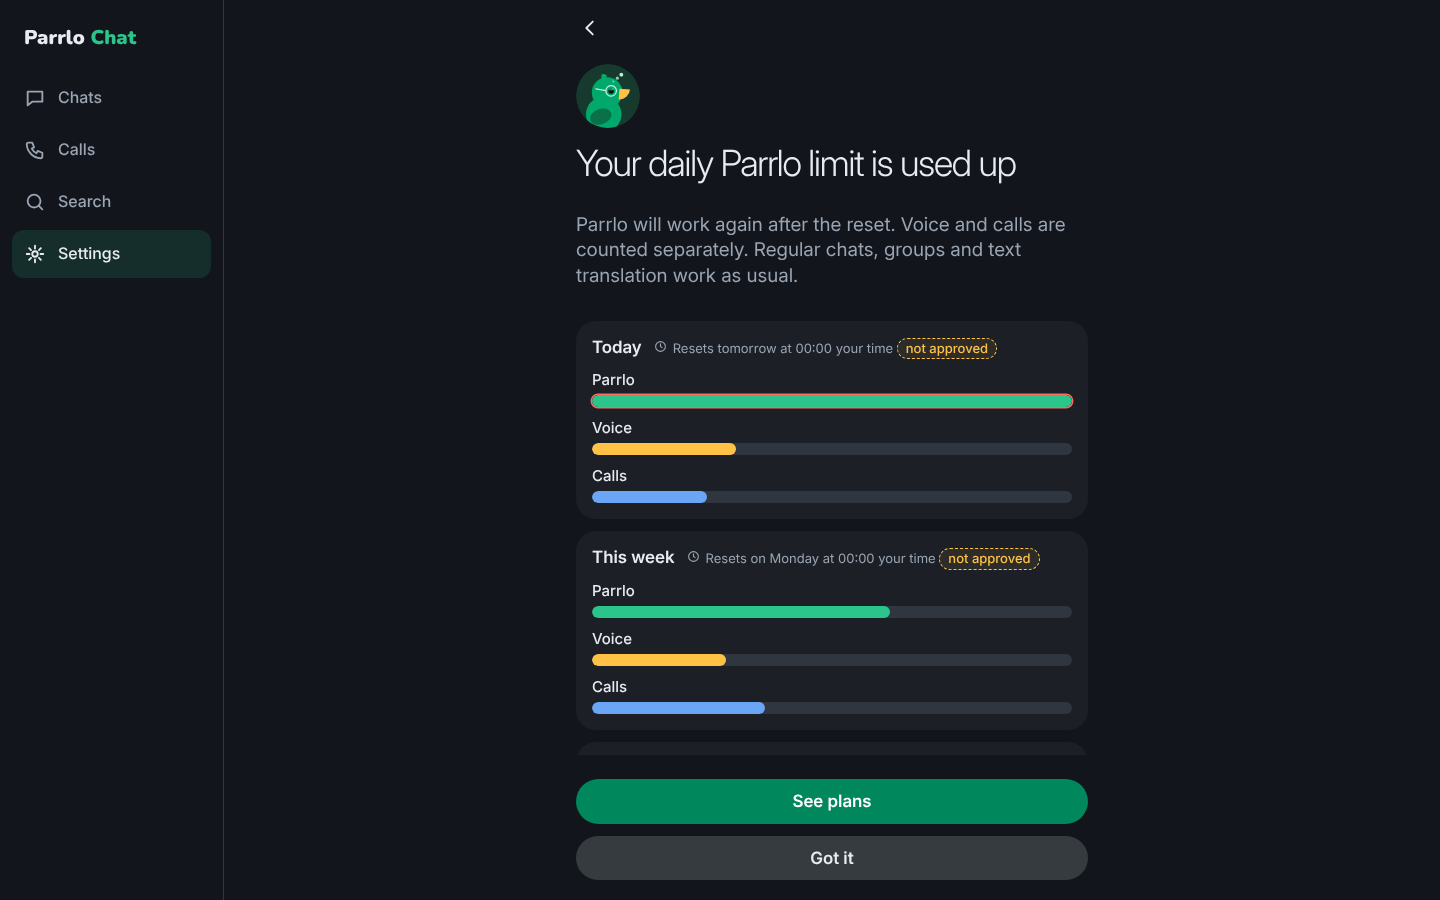 Parrlo Chat
Chats
Calls
Search
Settings
Your daily Parrlo limit is used up
Parrlo will work again after the reset. Voice and calls are
counted separately. Regular chats, groups and text
translation work as usual.
Today Resets tomorrow at 00:00 your time not approved
Parrlo
Voice
Calls
This week Resets on Monday at 00:00 your time not approved
Parrlo
Voice
Calls
See plans
Got it